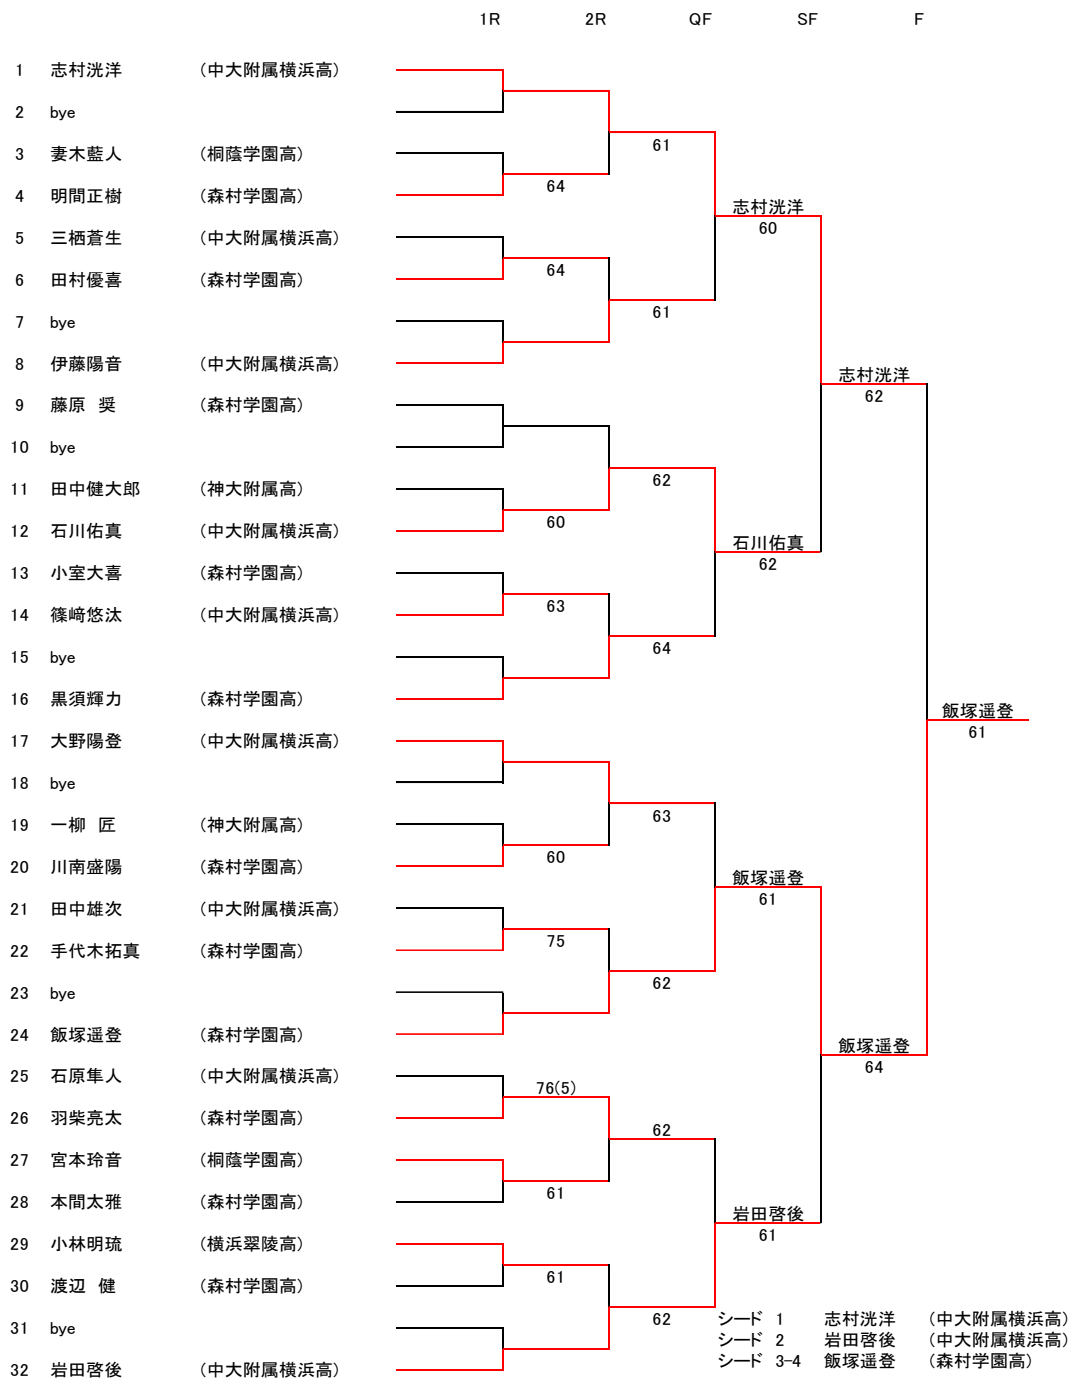 1R 2R QF SF F
1 志村洸洋 (中大附属横浜高)
2 bye
61
3 妻木藍人 (桐蔭学園高)
64
4 明間正樹 (森村学園高)
志村洸洋
60
5 三栖蒼生 (中大附属横浜高)
64
6 田村優喜 (森村学園高)
61
7 bye
8 伊藤陽音 (中大附属横浜高)
志村洸洋
62
9 藤原 奨 (森村学園高)
10 bye
62
11 田中健大郎 (神大附属高)
60
12 石川佑真 (中大附属横浜高)
石川佑真
62
13 小室大喜 (森村学園高)
63
14 篠﨑悠汰 (中大附属横浜高)
64
15 bye
16 黒須輝力 (森村学園高)
飯塚遥登
61
17 大野陽登 (中大附属横浜高)
18 bye
63
19 一柳 匠 (神大附属高)
60
20 川南盛陽 (森村学園高)
飯塚遥登
61
21 田中雄次 (中大附属横浜高)
75
22 手代木拓真 (森村学園高)
62
23 bye
24 飯塚遥登 (森村学園高)
飯塚遥登
64
25 石原隼人 (中大附属横浜高)
76(5)
26 羽柴亮太 (森村学園高)
62
27 宮本玲音 (桐蔭学園高)
61
28 本間太雅 (森村学園高)
岩田啓後
61
29 小林明琉 (横浜翠陵高)
61
30 渡辺 健 (森村学園高)
62
31 bye
32 岩田啓後 (中大附属横浜高)
シード 1 志村洸洋 (中大附属横浜高)
シード 2 岩田啓後 (中大附属横浜高)
シード 3-4 飯塚遥登 (森村学園高)